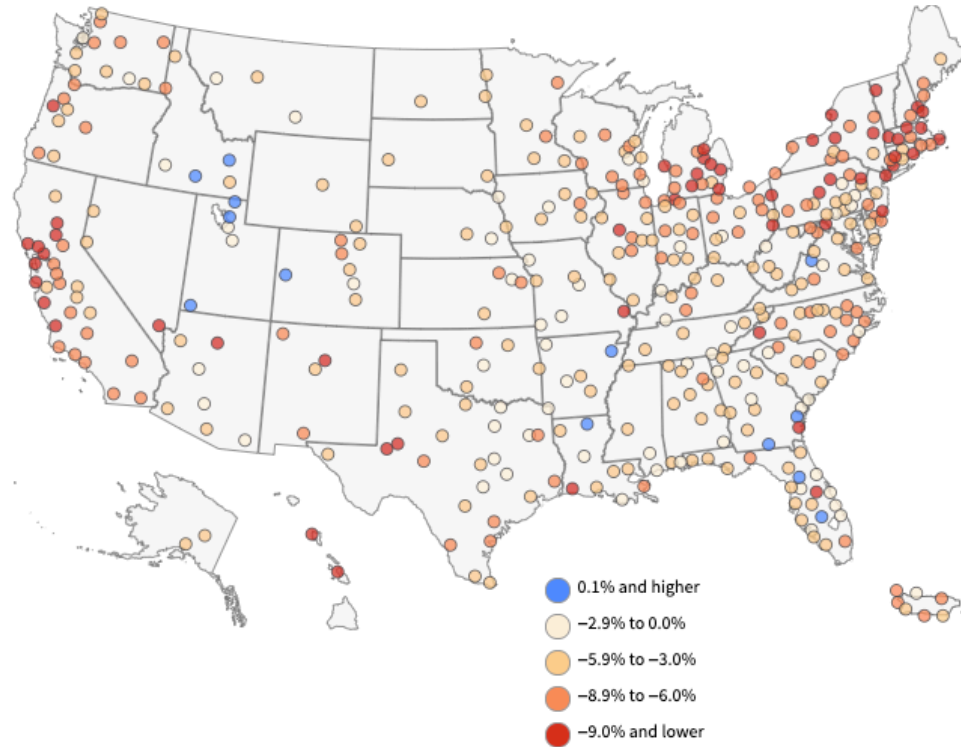 0.1% and higher
−2.9% to 0.0%
−5.9% to −3.0%
−8.9% to −6.0%
−9.0% and lower